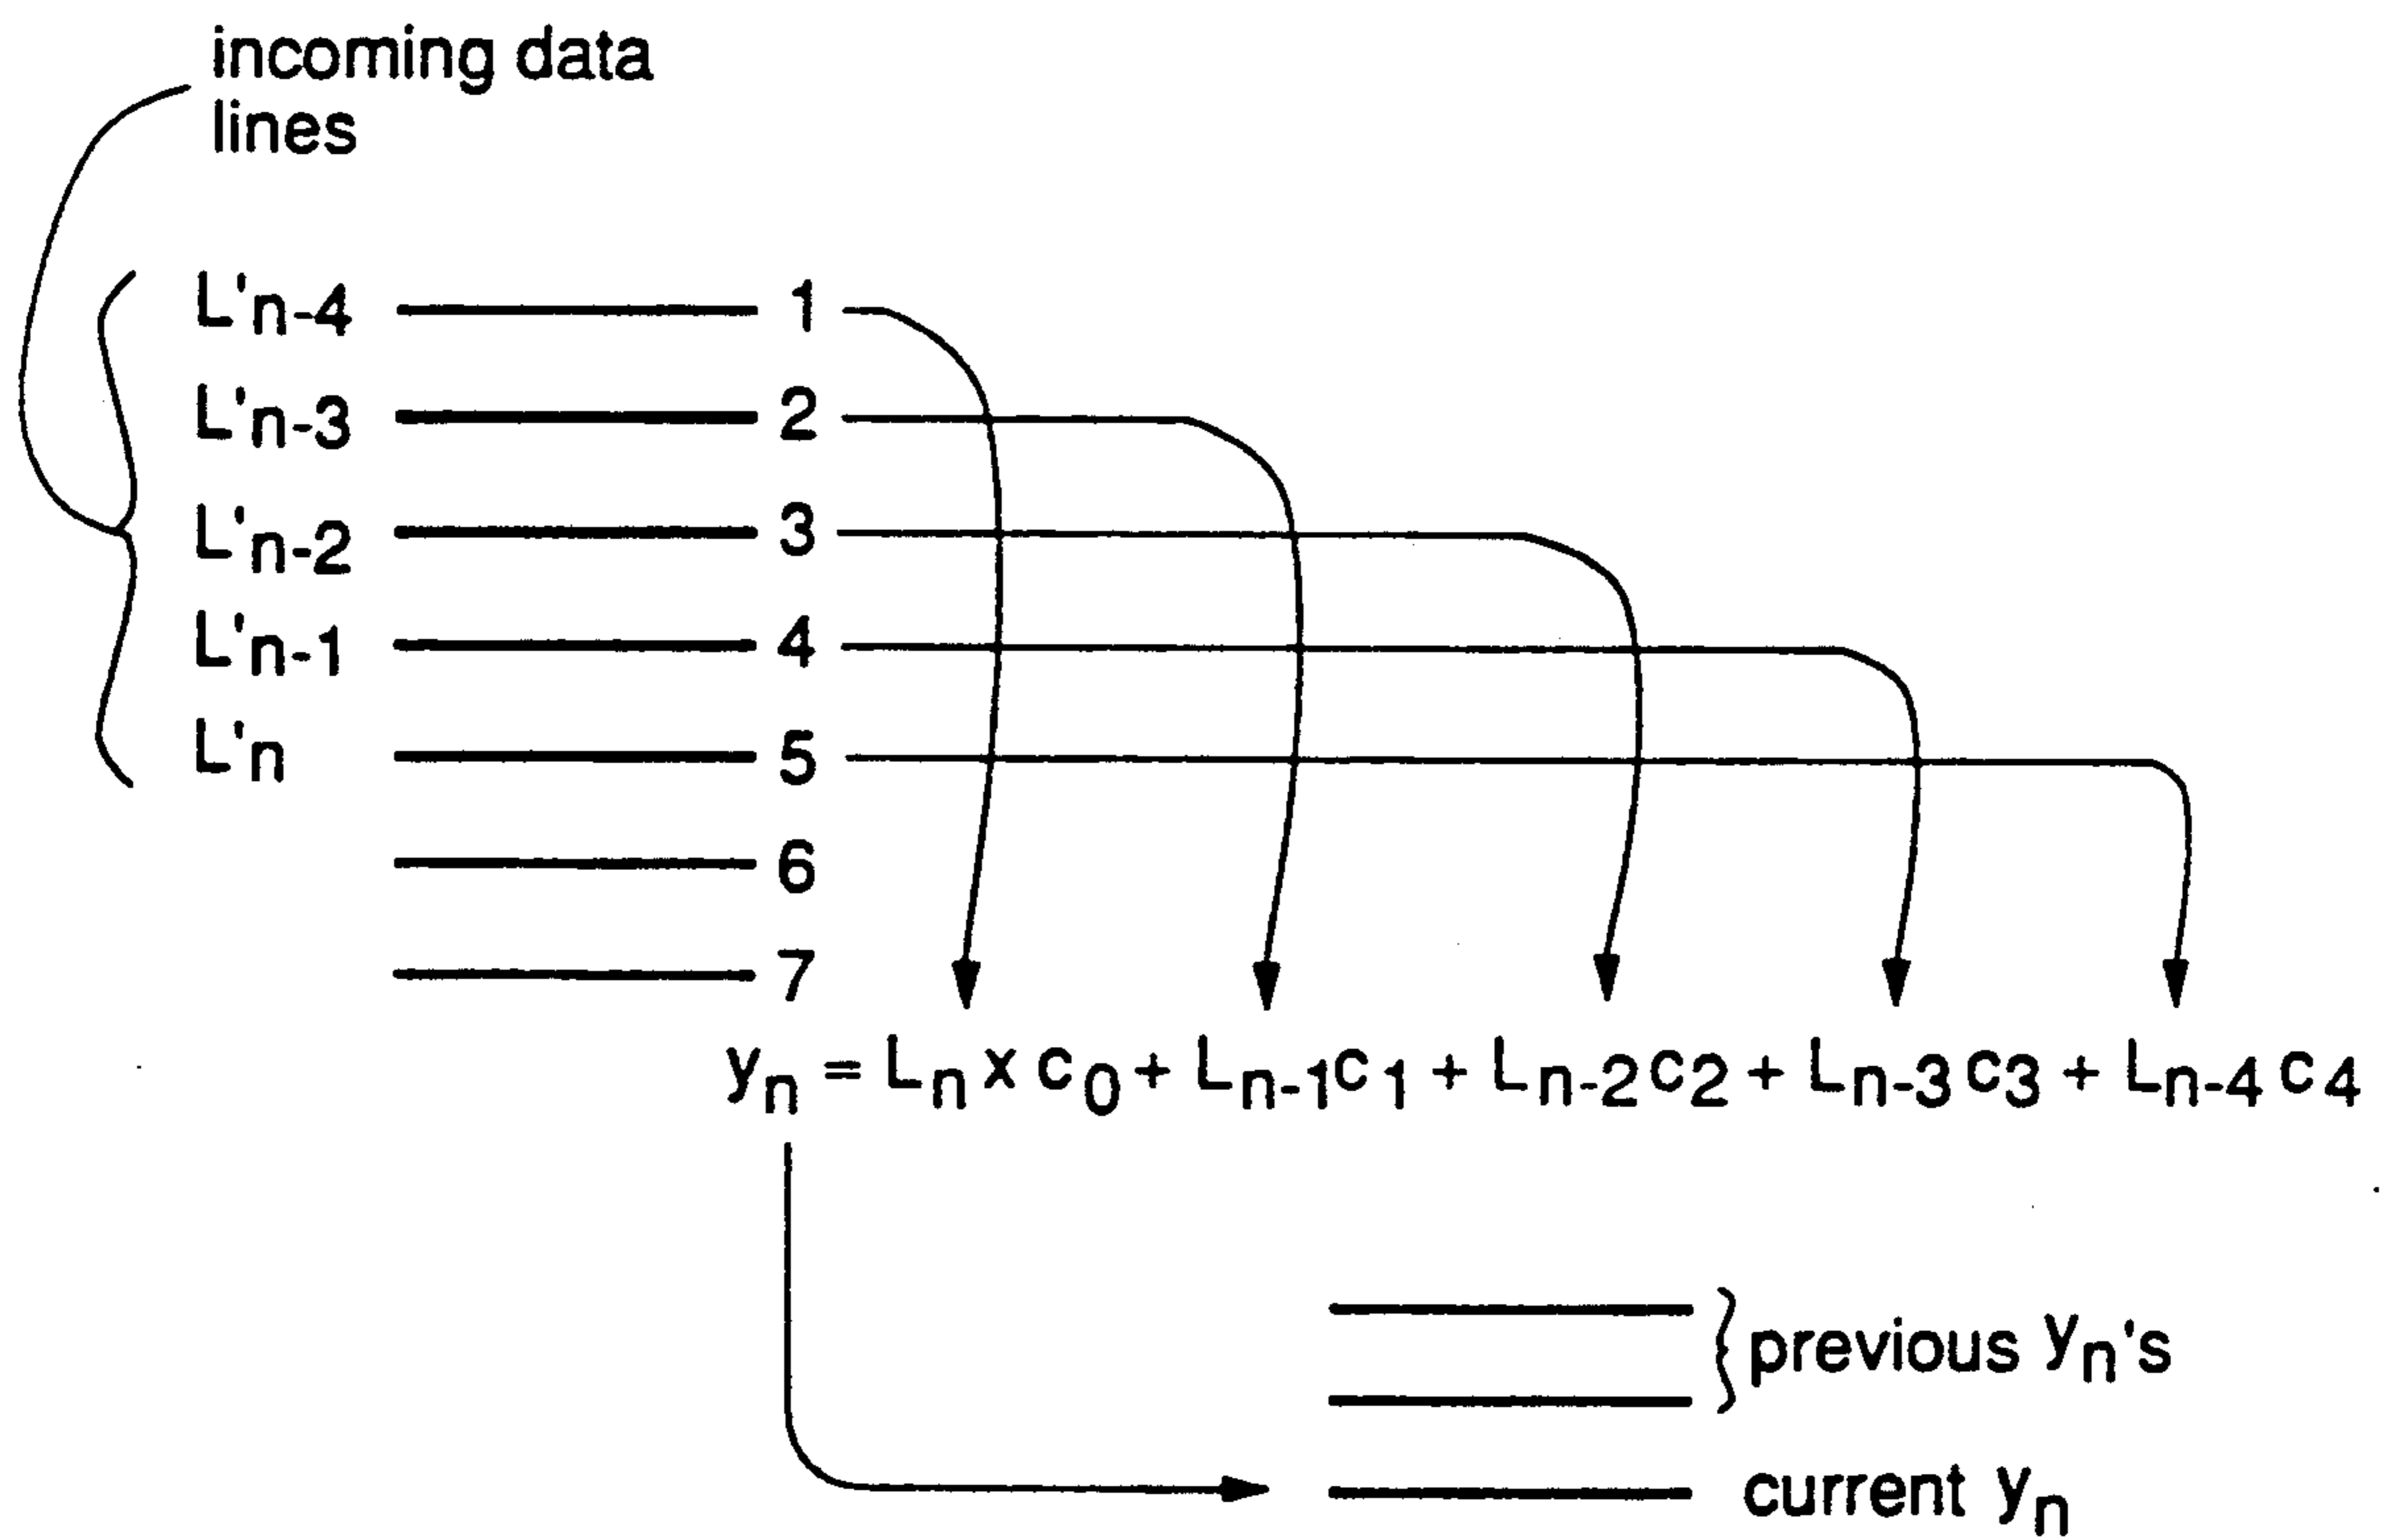 incoming data
lines
L'n-4 1
L'n-3 2
L'n-2 3
L'n-1 4
L'n 5
6
7
yn = Ln x c0 + Ln-1c1 + Ln-2c2 + Ln-3c3 + Ln-4c4
previous yn's
current yn